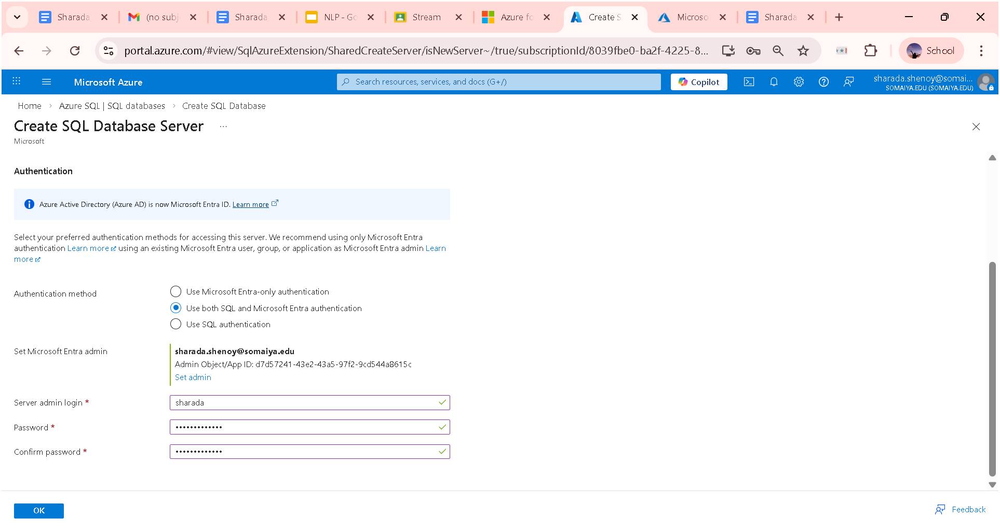 Sharada
(no subj
Sharada
NLP - Go
Stream
Azure fo
Create S
Microso
Sharada
portal.azure.com/#view/SqlAzureExtension/SharedCreateServer/isNewServer~/true/subscriptionId/8039fbe0-ba2f-4225-8...
School
Microsoft Azure
Search resources, services, and docs (G+/)
Copilot
sharada.shenoy@somai...
SOMAIYA.EDU (SOMAIYA.EDU)
Home > Azure SQL | SQL databases > Create SQL Database
Create SQL Database Server ...
Microsoft
Authentication
Azure Active Directory (Azure AD) is now Microsoft Entra ID. Learn more
Select your preferred authentication methods for accessing this server. We recommend using only Microsoft Entra
authentication Learn more using an existing Microsoft Entra user, group, or application as Microsoft Entra admin Learn
more
Authentication method
Use Microsoft Entra-only authentication
Use both SQL and Microsoft Entra authentication
Use SQL authentication
Set Microsoft Entra admin
sharada.shenoy@somaiya.edu
Admin Object/App ID: d7d57241-43e2-43a5-97f2-9cd544a8615c
Set admin
Server admin login *
sharada
Password *
•••••••••••••
Confirm password *
•••••••••••••
OK
Feedback